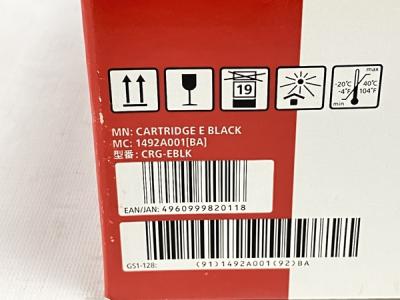 19
max
-20°C 40°C
-4°F 104°F
min
MN: CARTRIDGE E BLACK
MC: 1492A001[BA]
型番: CRG-EBLK
EAN/JAN: 4960999820118
GS1-128: (91)1492A001(92)BA